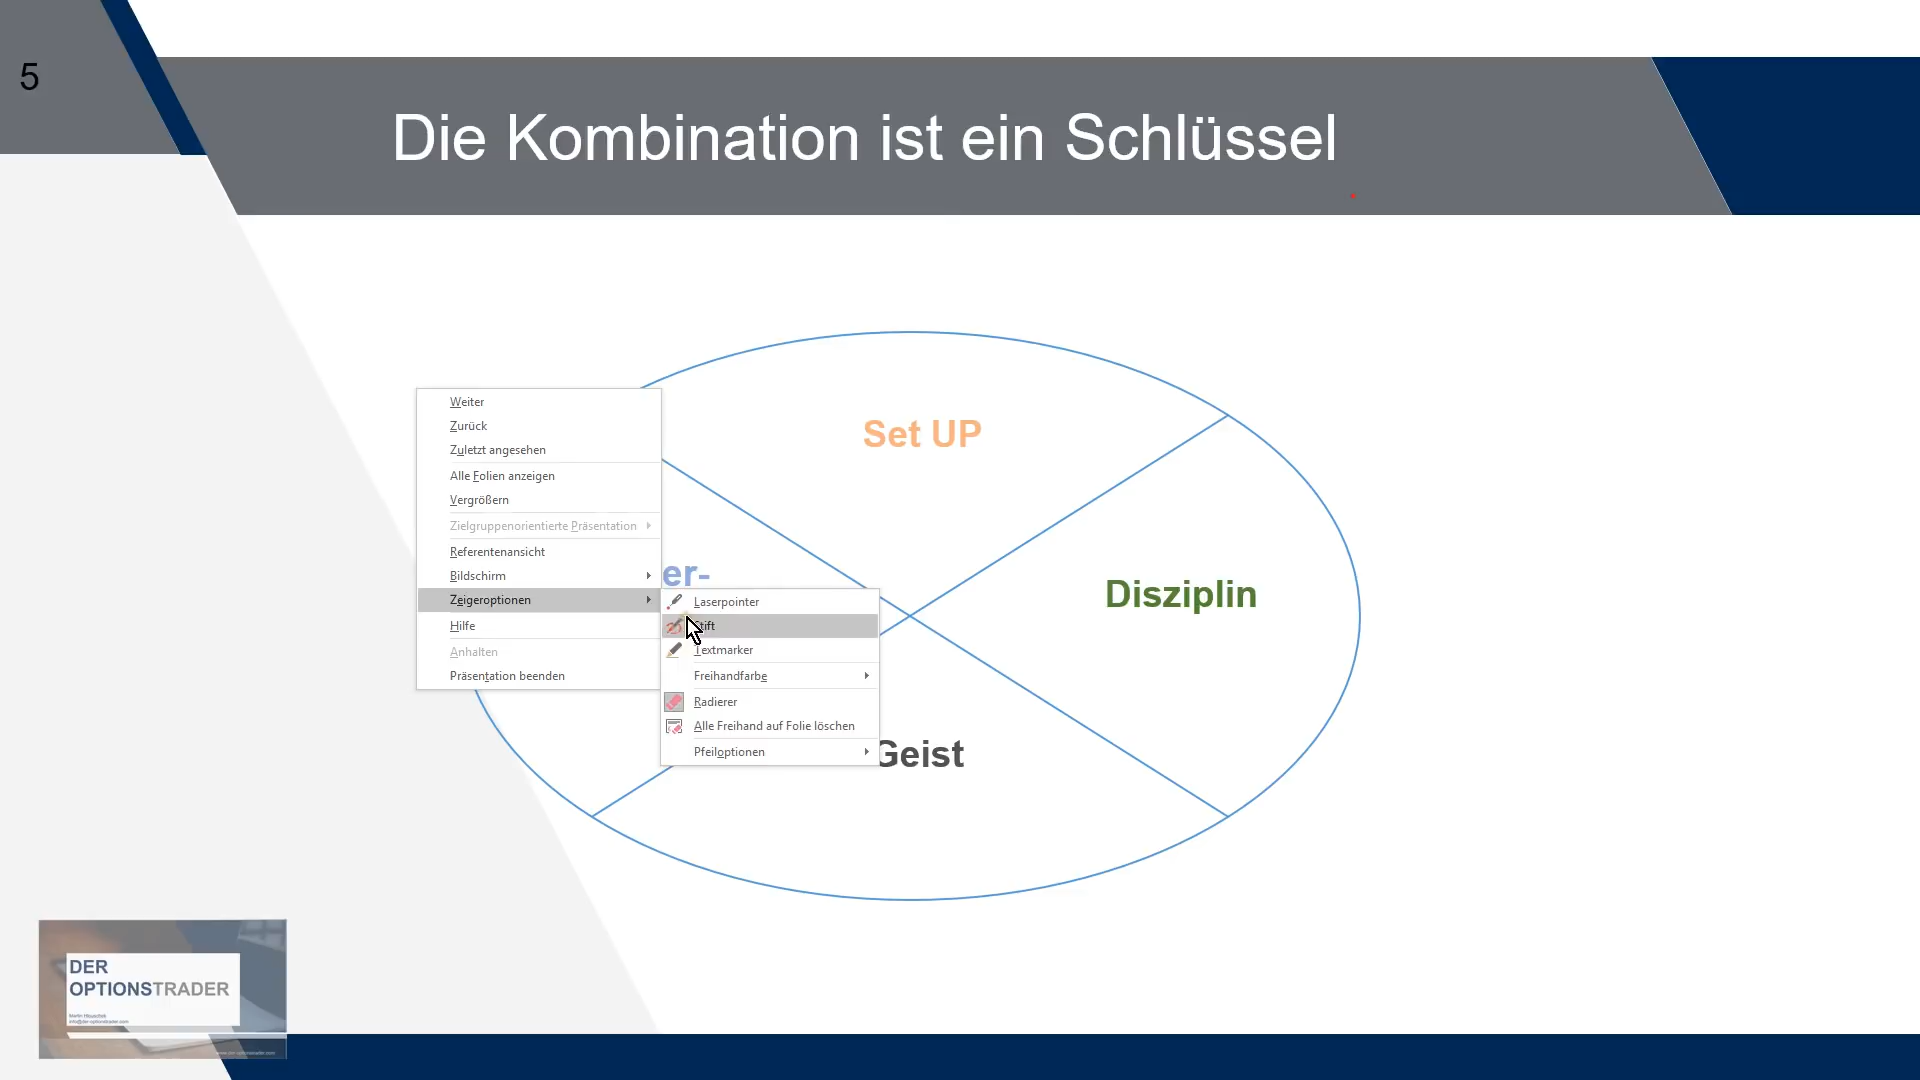 5
Die Kombination ist ein Schlüssel
Set UP
er-
Disziplin
Geist
Weiter
Zurück
Zuletzt angesehen
Alle Folien anzeigen
Vergrößern
Zielgruppenorientierte Präsentation
Referentenansicht
Bildschirm
Zeigeroptionen
Hilfe
Anhalten
Präsentation beenden
Laserpointer
Stift
Textmarker
Freihandfarbe
Radierer
Alle Freihand auf Folie löschen
Pfeiloptionen
DER
OPTIONSTRADER